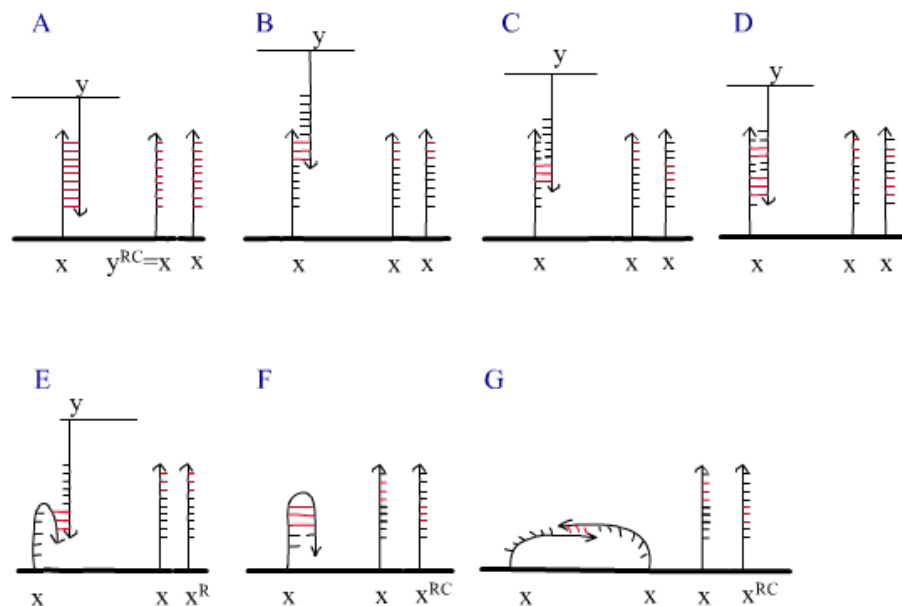 A B C D
y y y y
x y^RC=x x x x x x x x x x x
E F G
y
x x x^R x x x^RC x x x x^RC